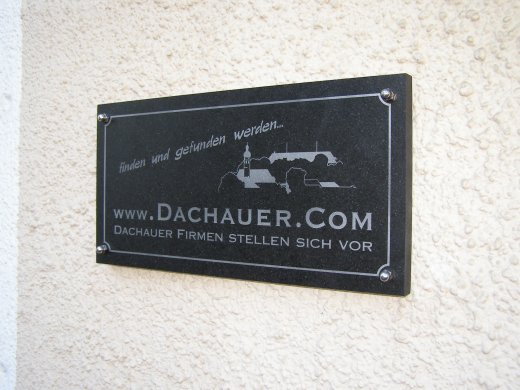 finden und gefunden werden...
www.Dachauer.Com
Dachauer Firmen stellen sich vor